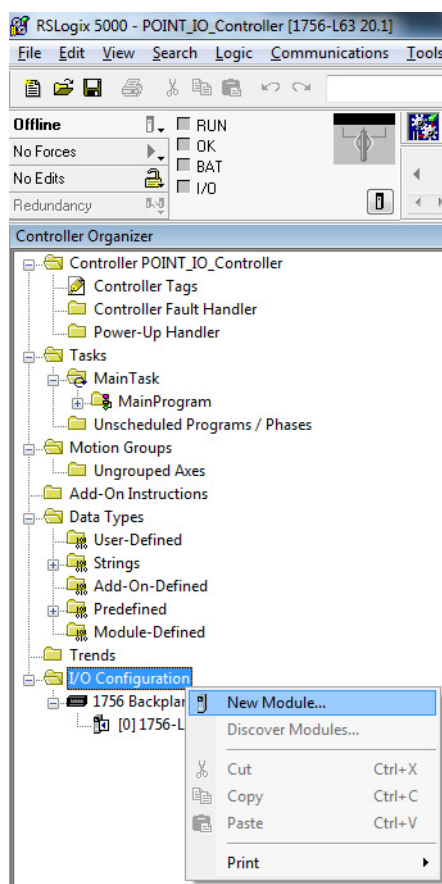 RSLogix 5000 - POINT_IO_Controller [1756-L63 20.1]
File Edit View Search Logic Communications Tools
Offline
RUN
No Forces
OK
No Edits
BAT
Redundancy
I/O
Controller Organizer
Controller POINT_IO_Controller
Controller Tags
Controller Fault Handler
Power-Up Handler
Tasks
MainTask
MainProgram
Unscheduled Programs / Phases
Motion Groups
Ungrouped Axes
Add-On Instructions
Data Types
User-Defined
Strings
Add-On-Defined
Predefined
Module-Defined
Trends
I/O Configuration
1756 Backplan
New Module...
[0] 1756-L
Discover Modules...
Cut Ctrl+X
Copy Ctrl+C
Paste Ctrl+V
Print